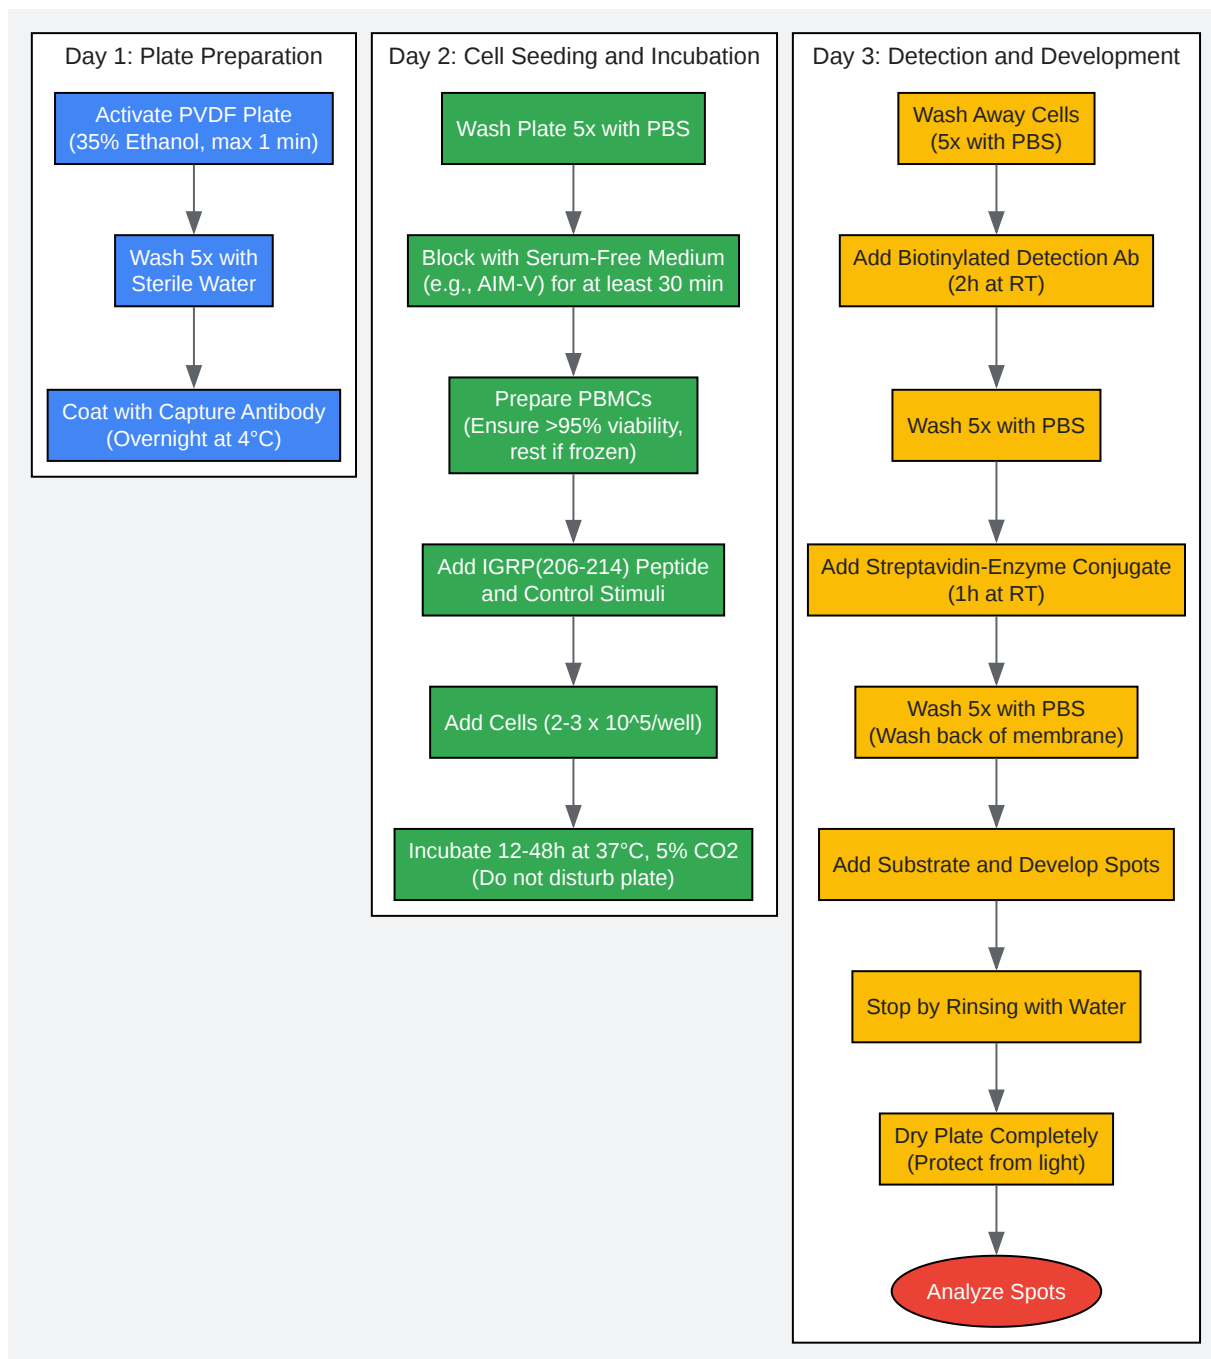 Day 1: Plate Preparation
Activate PVDF Plate
(35% Ethanol, max 1 min)
Wash 5x with
Sterile Water
Coat with Capture Antibody
(Overnight at 4°C)
Day 2: Cell Seeding and Incubation
Wash Plate 5x with PBS
Block with Serum-Free Medium
(e.g., AIM-V) for at least 30 min
Prepare PBMCs
(Ensure >95% viability,
rest if frozen)
Add IGRP(206-214) Peptide
and Control Stimuli
Add Cells (2-3 x 10^5/well)
Incubate 12-48h at 37°C, 5% CO2
(Do not disturb plate)
Day 3: Detection and Development
Wash Away Cells
(5x with PBS)
Add Biotinylated Detection Ab
(2h at RT)
Wash 5x with PBS
Add Streptavidin-Enzyme Conjugate
(1h at RT)
Wash 5x with PBS
(Wash back of membrane)
Add Substrate and Develop Spots
Stop by Rinsing with Water
Dry Plate Completely
(Protect from light)
Analyze Spots